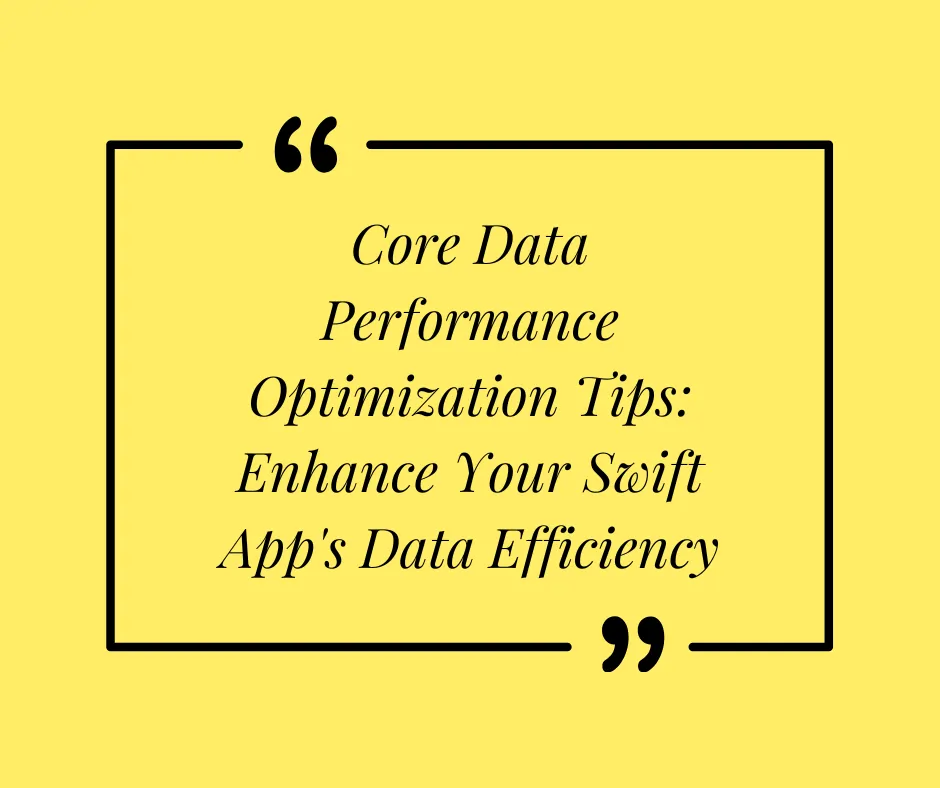 “
Core Data
Performance
Optimization Tips:
Enhance Your Swift
App's Data Efficiency
”